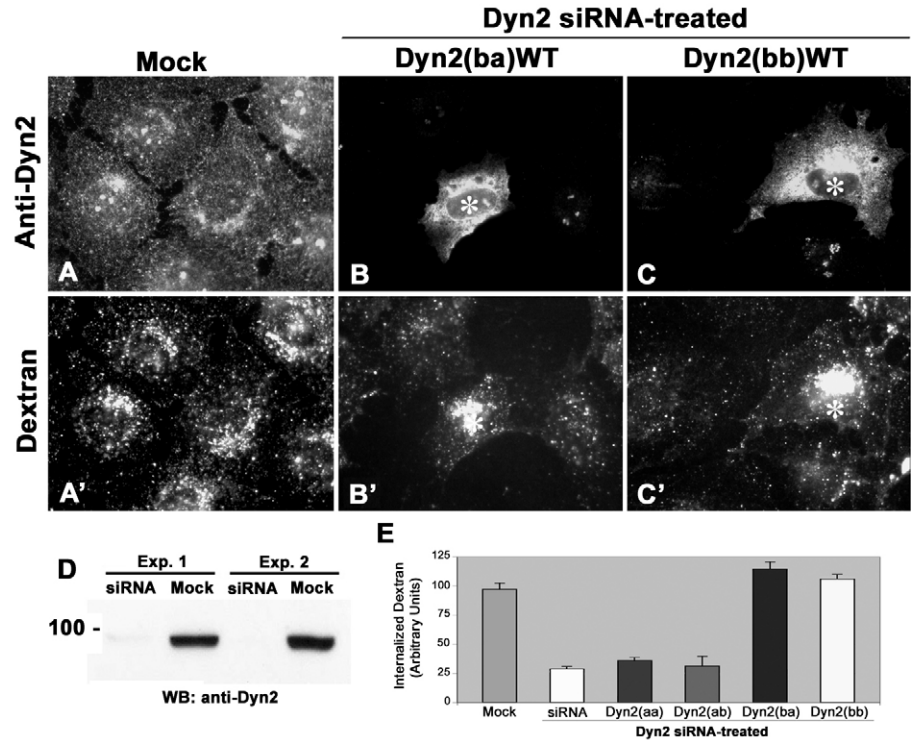 Dyn2 siRNA-treated
Mock Dyn2(ba)WT Dyn2(bb)WT
Anti-Dyn2
A B C
* *
Dextran
A' B' C'
* *
D
Exp. 1 Exp. 2
siRNA Mock siRNA Mock
100 -
WB: anti-Dyn2
E
Internalized Dextran
(Arbitrary Units)
125
100
75
50
25
0
Mock siRNA Dyn2(aa) Dyn2(ab) Dyn2(ba) Dyn2(bb)
Dyn2 siRNA-treated